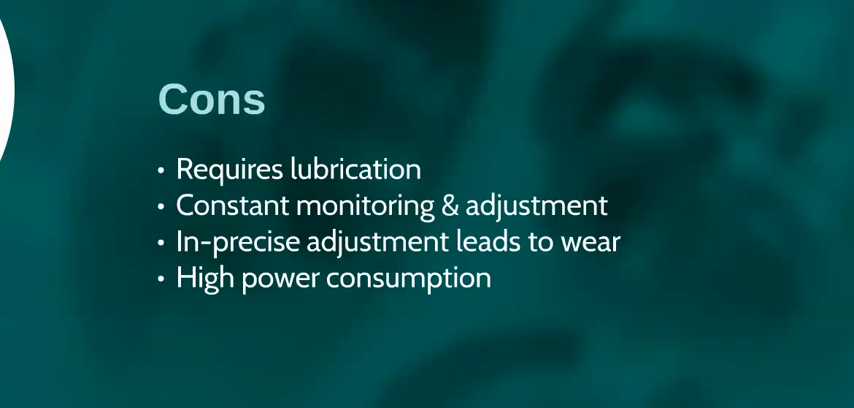 Cons
• Requires lubrication
• Constant monitoring & adjustment
• In-precise adjustment leads to wear
• High power consumption